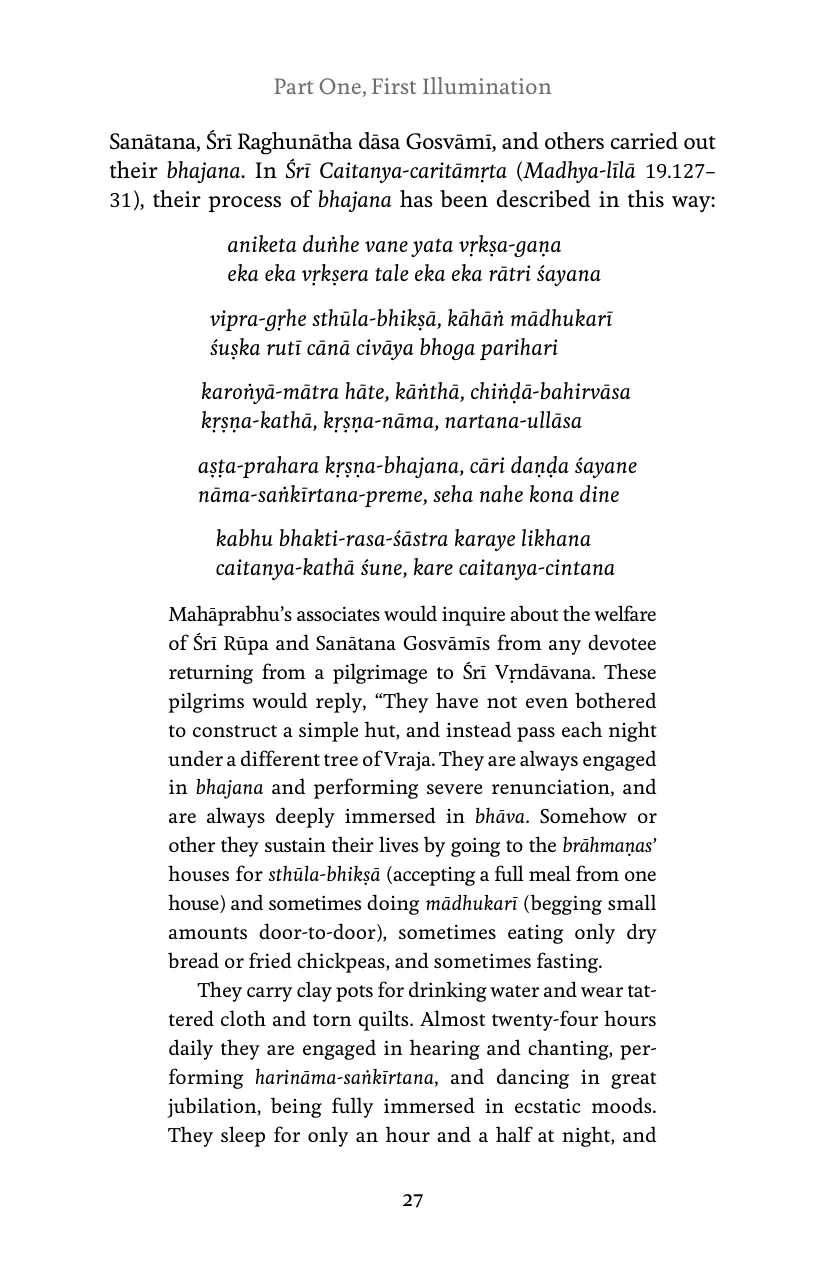 Part One, First Illumination
Sanātana, Śrī Raghunātha dāsa Gosvāmī, and others carried out
their bhajana. In Śrī Caitanya-caritāmṛta (Madhya-līlā 19.127–
31), their process of bhajana has been described in this way:
aniketa duṅhe vane yata vṛkṣa-gaṇa
eka eka vṛkṣera tale eka eka rātri śayana
vipra-gṛhe sthūla-bhikṣā, kāhāṅ mādhukarī
śuṣka rutī cānā civāya bhoga parihari
karoṅyā-mātra hāte, kāṅthā, chiṅḍā-bahirvāsa
kṛṣṇa-kathā, kṛṣṇa-nāma, nartana-ullāsa
aṣṭa-prahara kṛṣṇa-bhajana, cāri daṇḍa śayane
nāma-saṅkīrtana-preme, seha nahe kona dine
kabhu bhakti-rasa-śāstra karaye likhana
caitanya-kathā śune, kare caitanya-cintana
Mahāprabhu’s associates would inquire about the welfare
of Śrī Rūpa and Sanātana Gosvāmīs from any devotee
returning from a pilgrimage to Śrī Vṛndāvana. These
pilgrims would reply, “They have not even bothered
to construct a simple hut, and instead pass each night
under a different tree of Vraja. They are always engaged
in bhajana and performing severe renunciation, and
are always deeply immersed in bhāva. Somehow or
other they sustain their lives by going to the brāhmaṇas’
houses for sthūla-bhikṣā (accepting a full meal from one
house) and sometimes doing mādhukarī (begging small
amounts door-to-door), sometimes eating only dry
bread or fried chickpeas, and sometimes fasting.
They carry clay pots for drinking water and wear tat-
tered cloth and torn quilts. Almost twenty-four hours
daily they are engaged in hearing and chanting, per-
forming harināma-saṅkīrtana, and dancing in great
jubilation, being fully immersed in ecstatic moods.
They sleep for only an hour and a half at night, and
27